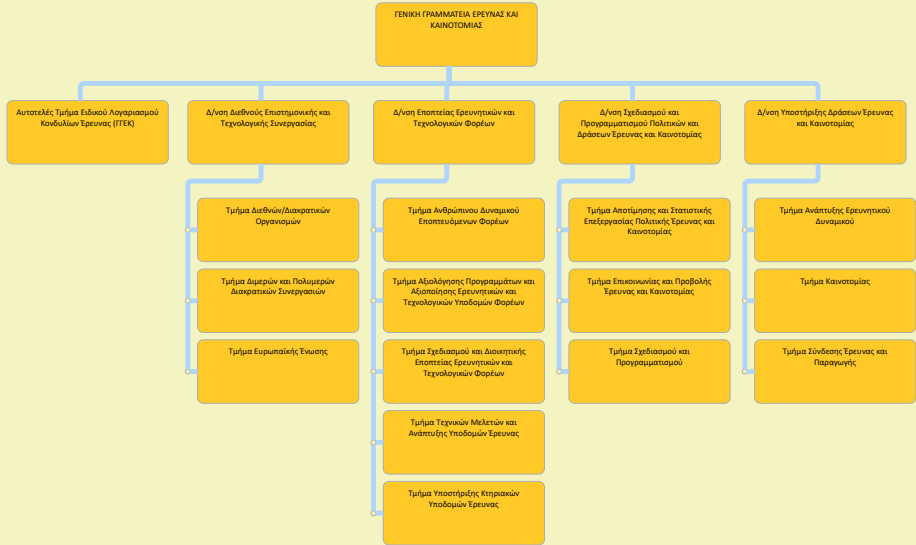 ΓΕΝΙΚΗ ΓΡΑΜΜΑΤΕΙΑ ΕΡΕΥΝΑΣ ΚΑΙ
ΚΑΙΝΟΤΟΜΙΑΣ
Αυτοτελές Τμήμα Ειδικού Λογαριασμού
Κονδυλίων Έρευνας (ΓΓΕΚ)
Δ/νση Διεθνούς Επιστημονικής και
Τεχνολογικής Συνεργασίας
Τμήμα Διεθνών/Διακρατικών
Οργανισμών
Τμήμα Διμερών και Πολυμερών
Διακρατικών Συνεργασιών
Τμήμα Ευρωπαϊκής Ένωσης
Δ/νση Εποπτείας Ερευνητικών και
Τεχνολογικών Φορέων
Τμήμα Ανθρώπινου Δυναμικού
Εποπτευόμενων Φορέων
Τμήμα Αξιολόγησης Προγραμμάτων και
Αξιοποίησης Ερευνητικών και
Τεχνολογικών Υποδομών Φορέων
Τμήμα Σχεδιασμού και Διοικητικής
Εποπτείας Ερευνητικών και
Τεχνολογικών Φορέων
Τμήμα Τεχνικών Μελετών και
Ανάπτυξης Υποδομών Έρευνας
Τμήμα Υποστήριξης Κτηριακών
Υποδομών Έρευνας
Δ/νση Σχεδιασμού και
Προγραμματισμού Πολιτικών και
Δράσεων Έρευνας και Καινοτομίας
Τμήμα Αποτίμησης και Στατιστικής
Επεξεργασίας Πολιτικής Έρευνας και
Καινοτομίας
Τμήμα Επικοινωνίας και Προβολής
Έρευνας και Καινοτομίας
Τμήμα Σχεδιασμού και
Προγραμματισμού
Δ/νση Υποστήριξης Δράσεων Έρευνας
και Καινοτομίας
Τμήμα Ανάπτυξης Ερευνητικού
Δυναμικού
Τμήμα Καινοτομίας
Τμήμα Σύνδεσης Έρευνας και
Παραγωγής